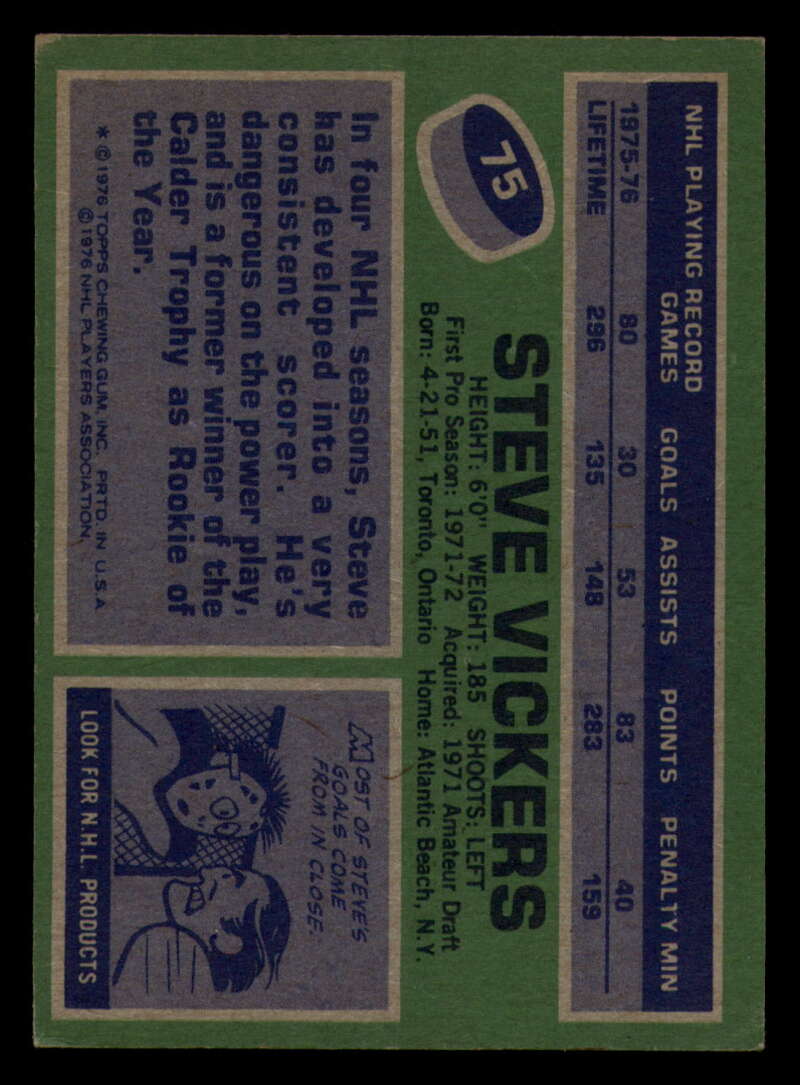 75
STEVE VICKERS
HEIGHT: 6'0" WEIGHT: 185 SHOOTS: LEFT
First Pro Season: 1971-72 Acquired: 1971 Amateur Draft
Born: 4-21-51, Toronto, Ontario Home: Atlantic Beach, N.Y.
NHL PLAYING RECORD
GAMES GOALS ASSISTS POINTS PENALTY MIN
1975-76 80 30 53 83 40
LIFETIME 296 135 148 283 159
In four NHL seasons, Steve
has developed into a very
consistent scorer. He's
dangerous on the power play,
and is a former winner of the
Calder Trophy as Rookie of
the Year.
* © 1976 TOPPS CHEWING GUM, INC. PRTD. IN U.S.A
© 1976 NHL PLAYERS ASSOCIATION.
MOST OF STEVE'S
GOALS COME
FROM IN CLOSE.
LOOK FOR N.H.L PRODUCTS